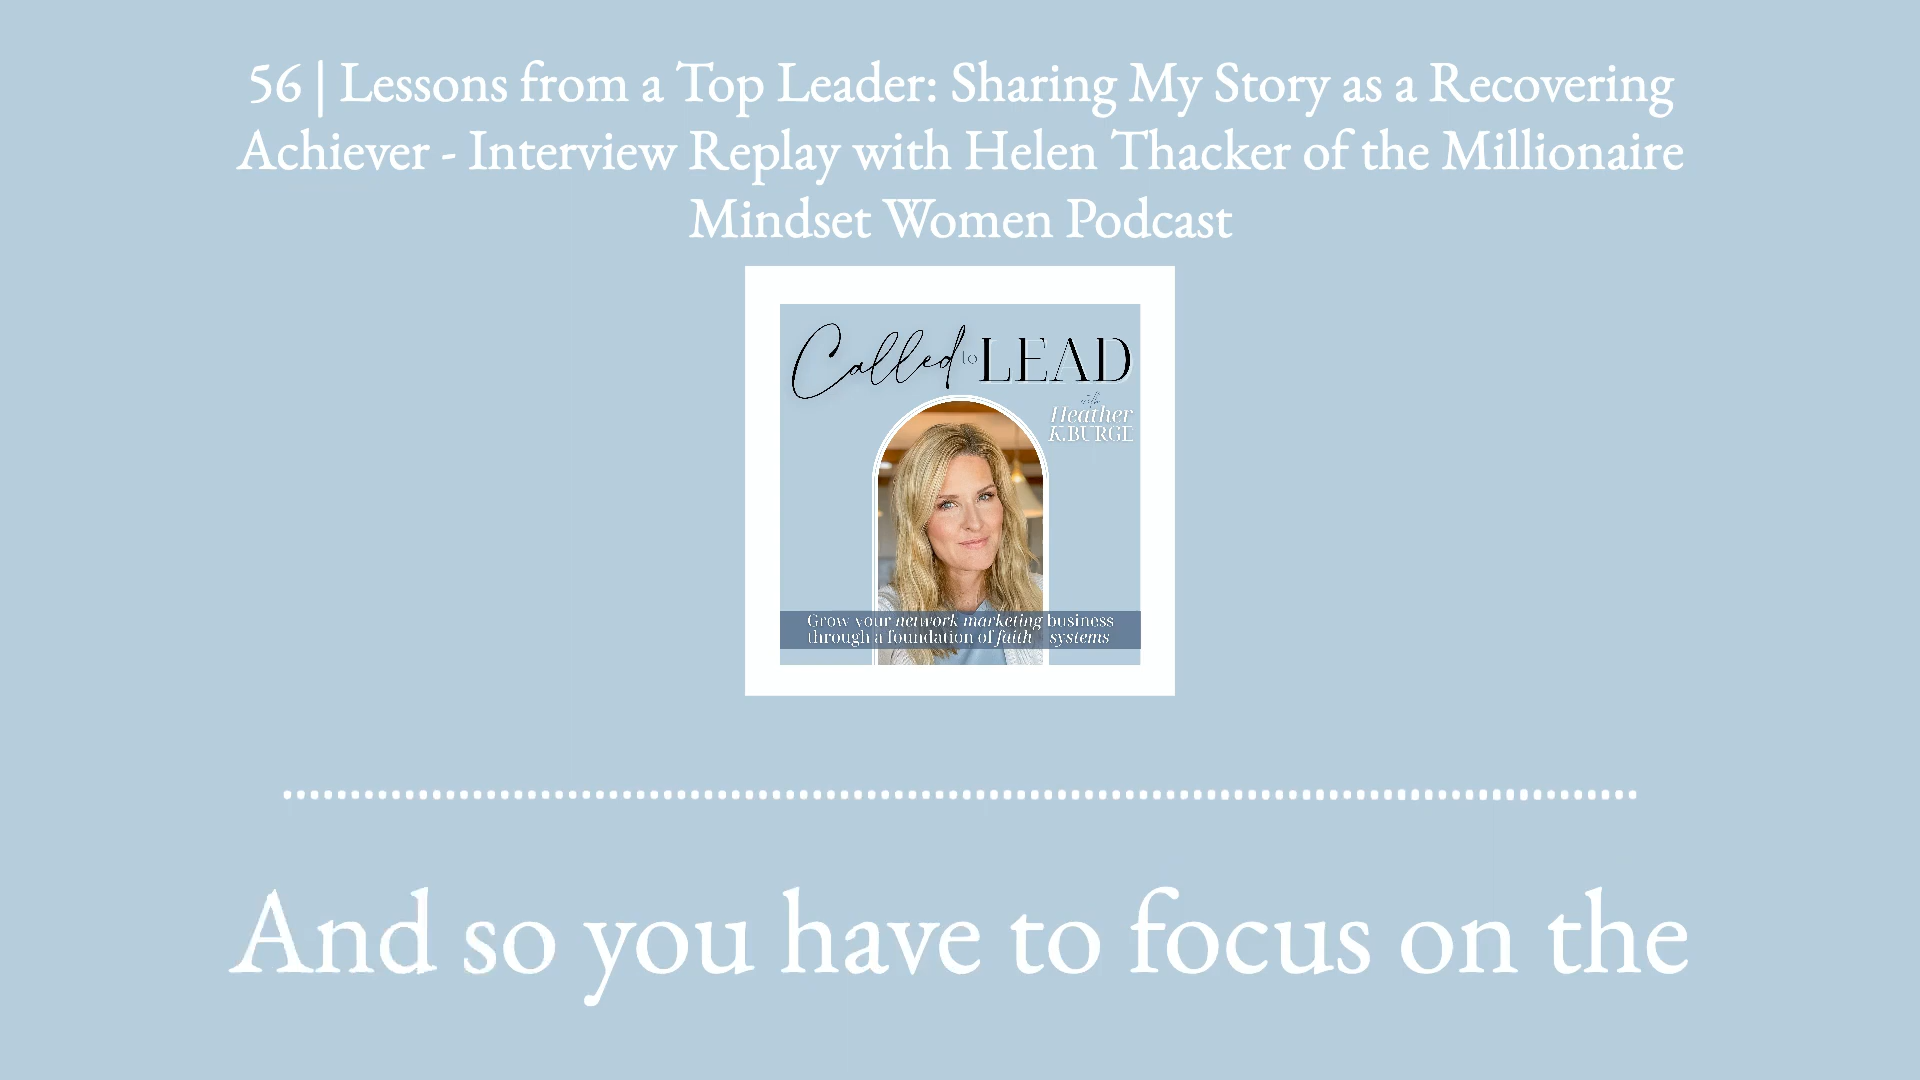 56 | Lessons from a Top Leader: Sharing My Story as a Recovering
Achiever - Interview Replay with Helen Thacker of the Millionaire
Mindset Women Podcast
Called to LEAD
with
Heather
K.BURGE
Grow your network marketing business
through a foundation of faith systems
And so you have to focus on the